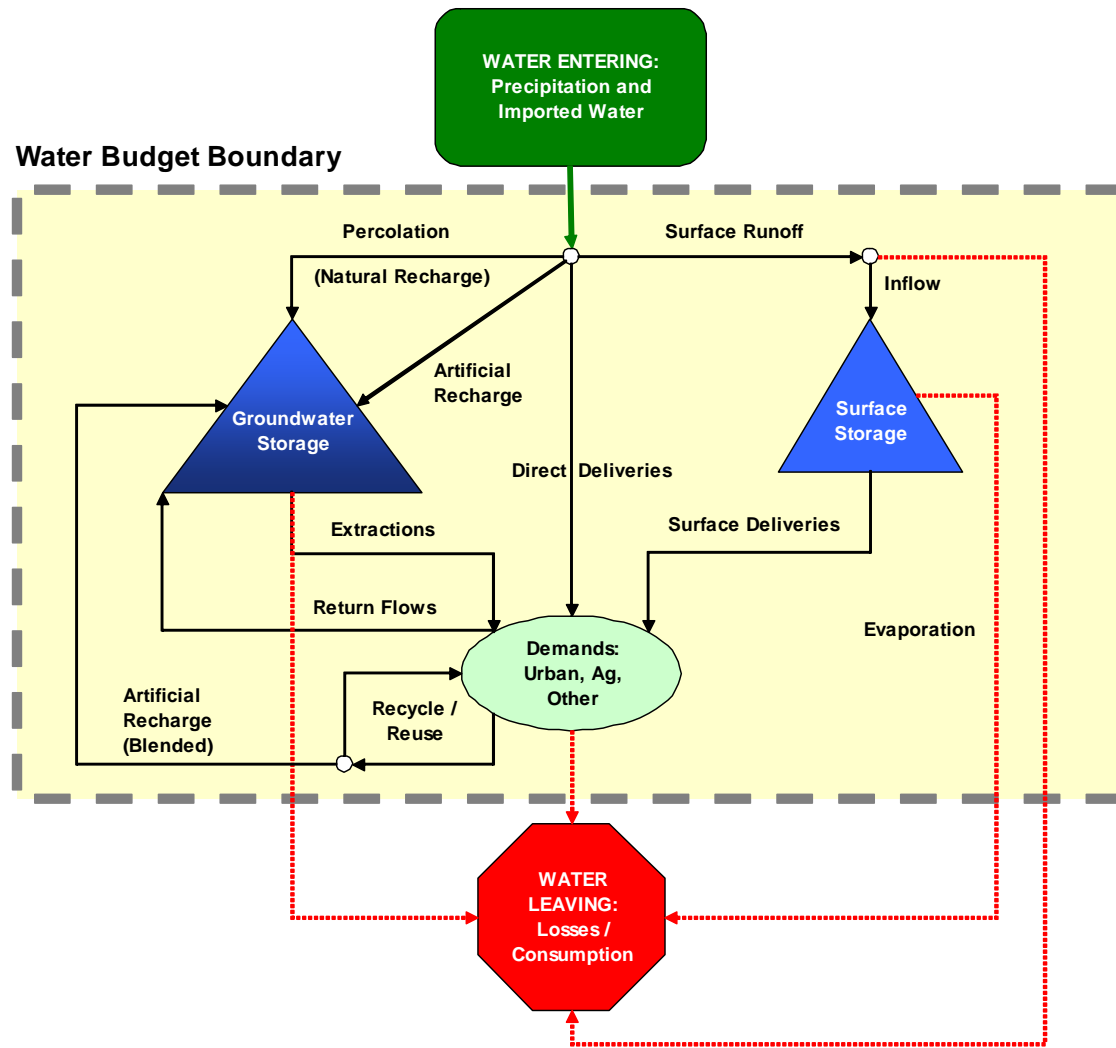 WATER ENTERING:
Precipitation and
Imported Water
Water Budget Boundary
Percolation
(Natural Recharge)
Surface Runoff
Inflow
Artificial
Recharge
Groundwater
Storage
Surface
Storage
Direct Deliveries
Extractions
Surface Deliveries
Return Flows
Evaporation
Demands:
Urban, Ag,
Other
Artificial
Recharge
(Blended)
Recycle /
Reuse
WATER
LEAVING:
Losses /
Consumption